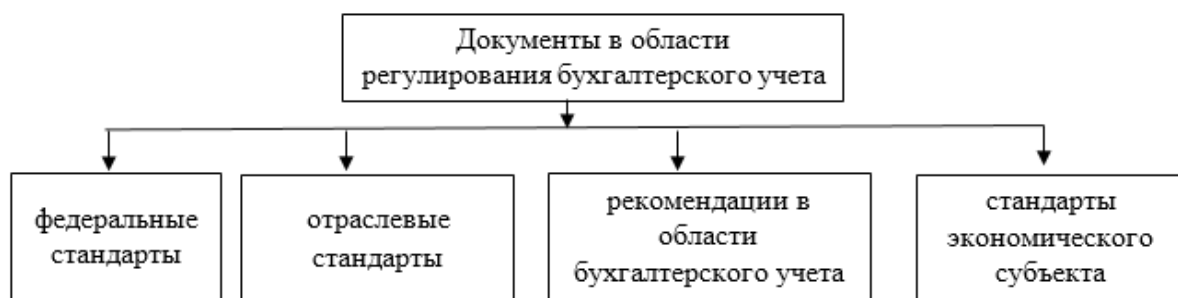 Документы в области
регулирования бухгалтерского учета
федеральные
стандарты
отраслевые
стандарты
рекомендации в
области
бухгалтерского учета
стандарты
экономического
субъекта